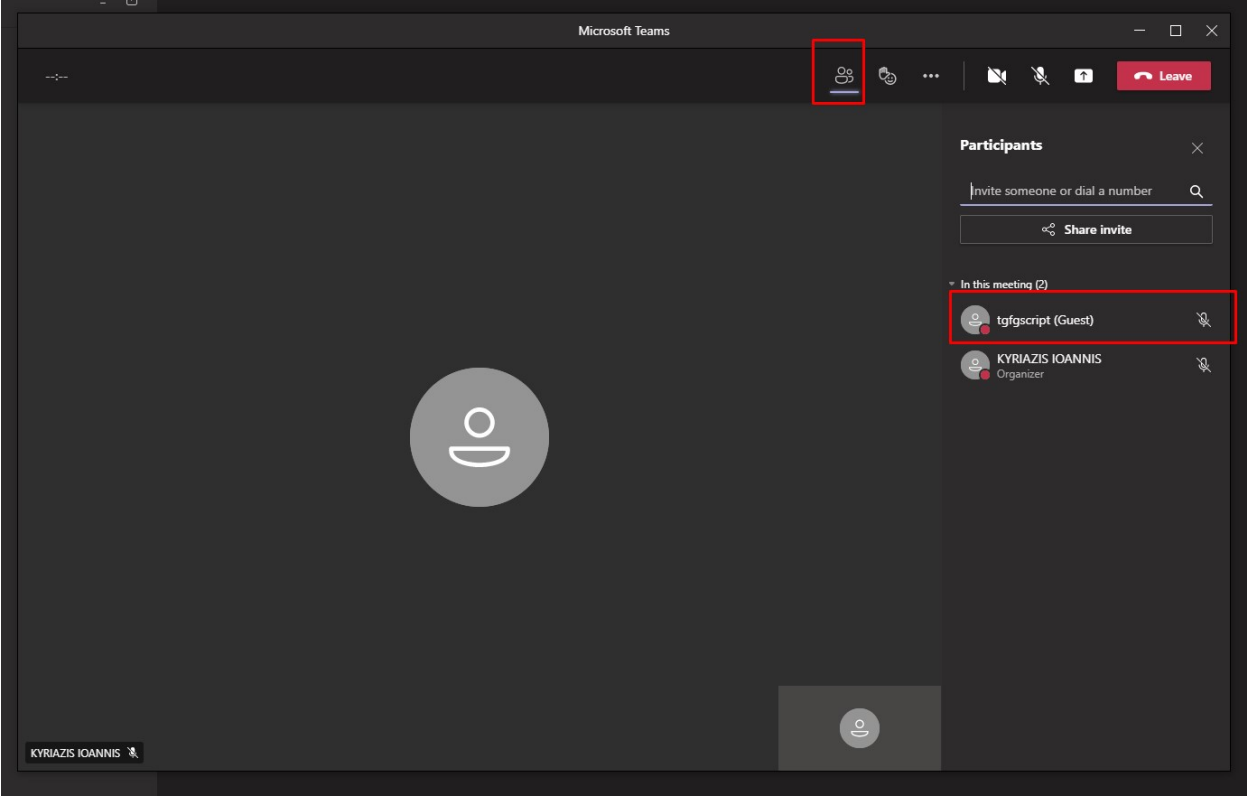 Microsoft Teams
--:--
Leave
Participants
Invite someone or dial a number
Share invite
In this meeting (2)
tgfgscript (Guest)
KYRIAZIS IOANNIS
Organizer
KYRIAZIS IOANNIS